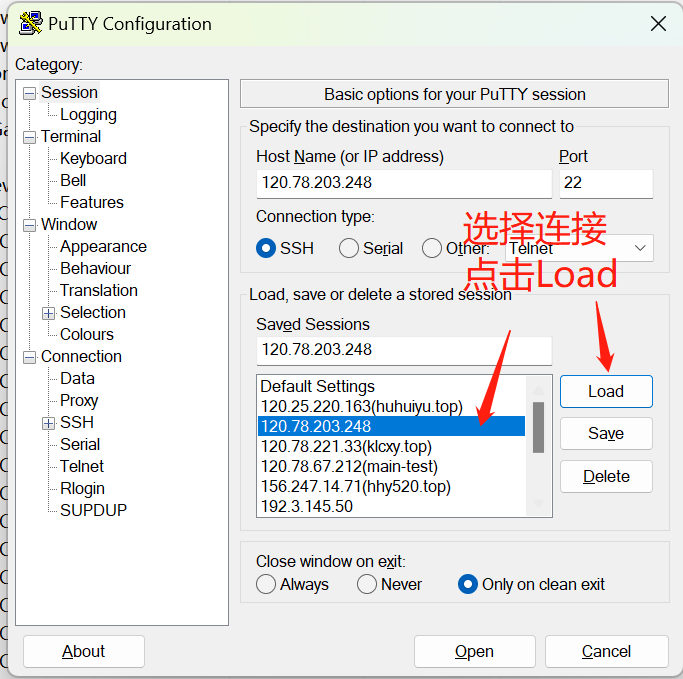 PuTTY Configuration
Category:
Session
Logging
Terminal
Keyboard
Bell
Features
Window
Appearance
Behaviour
Translation
Selection
Colours
Connection
Data
Proxy
SSH
Serial
Telnet
Rlogin
SUPDUP
Basic options for your PuTTY session
Specify the destination you want to connect to
Host Name (or IP address)
Port
120.78.203.248
22
Connection type:
SSH
Serial
Other:
Telnet
选择连接
点击Load
Load, save or delete a stored session
Saved Sessions
120.78.203.248
Default Settings
120.25.220.163(huhuiyu.top)
120.78.203.248
120.78.221.33(klcxy.top)
120.78.67.212(main-test)
156.247.14.71(hhy520.top)
192.3.145.50
Load
Save
Delete
Close window on exit:
Always
Never
Only on clean exit
About
Open
Cancel